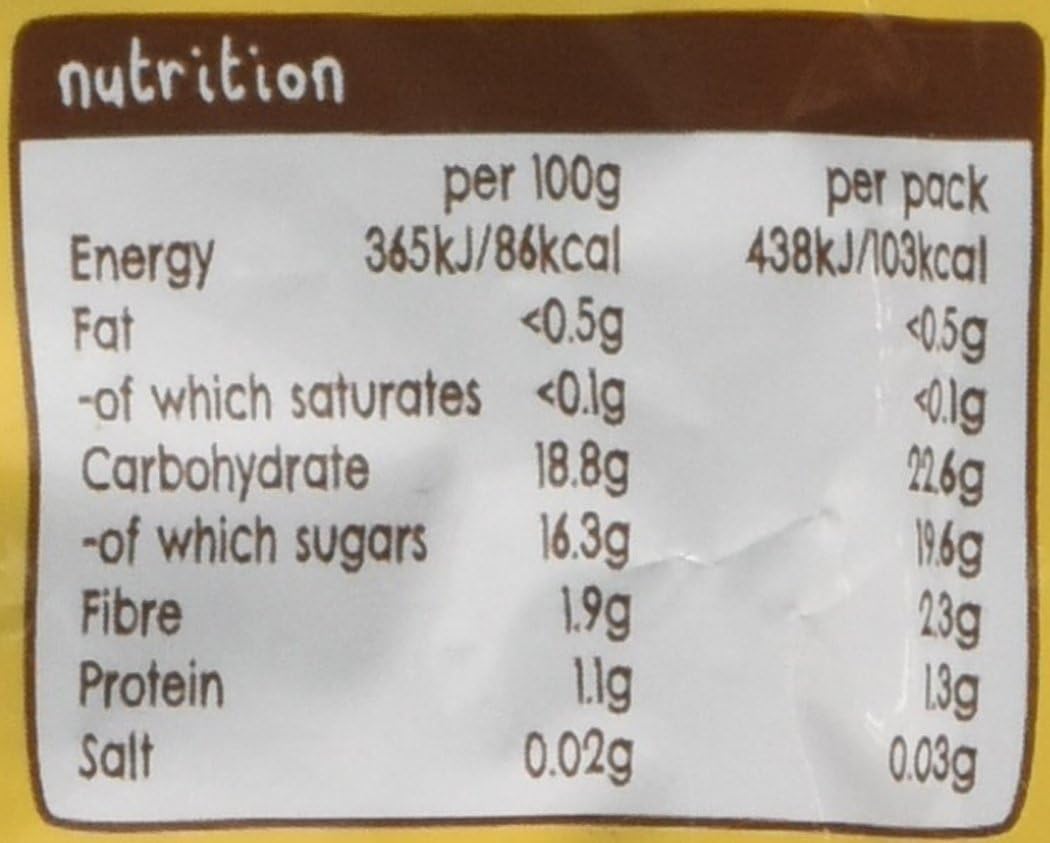 nutrition
per 100g per pack
Energy 365kJ/86kcal 438kJ/103kcal
Fat <0.5g <0.5g
-of which saturates <0.1g <0.1g
Carbohydrate 18.8g 22.6g
-of which sugars 16.3g 19.6g
Fibre 1.9g 2.3g
Protein 1.1g 1.3g
Salt 0.02g 0.03g